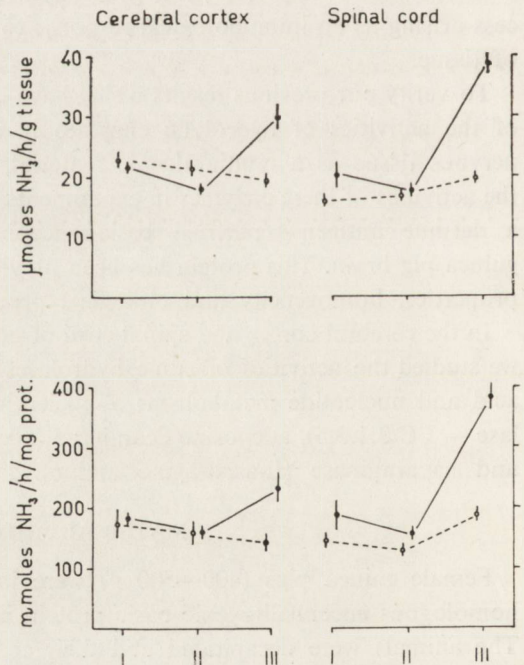 Cerebral cortex Spinal cord
µmoles NH₃/h/g tissue
40
30
20
10
m.moles NH₃/h/mg prot.
400
300
200
100
I II III I II III